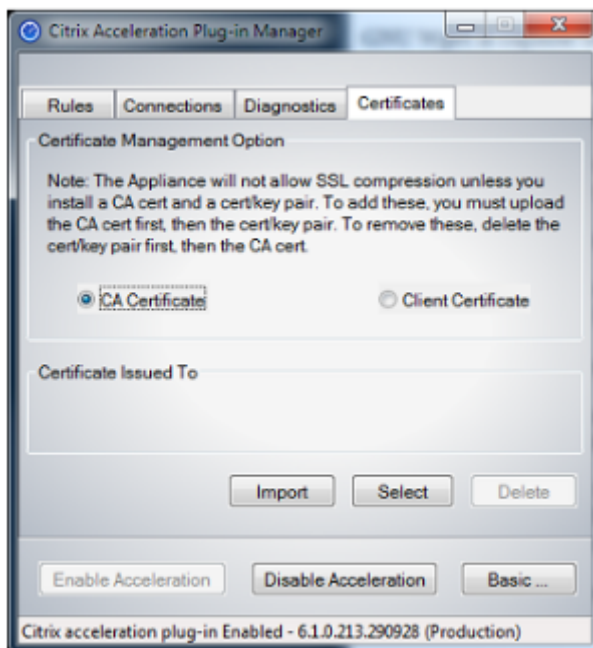 Citrix Acceleration Plug-in Manager
Rules Connections Diagnostics Certificates
Certificate Management Option
Note: The Appliance will not allow SSL compression unless you
install a CA cert and a cert/key pair. To add these, you must upload
the CA cert first, then the cert/key pair. To remove these, delete the
cert/key pair first, then the CA cert.
CA Certificate Client Certificate
Certificate Issued To
Import Select Delete
Enable Acceleration Disable Acceleration Basic ...
Citrix acceleration plug-in Enabled - 6.1.0.213.290928 (Production)